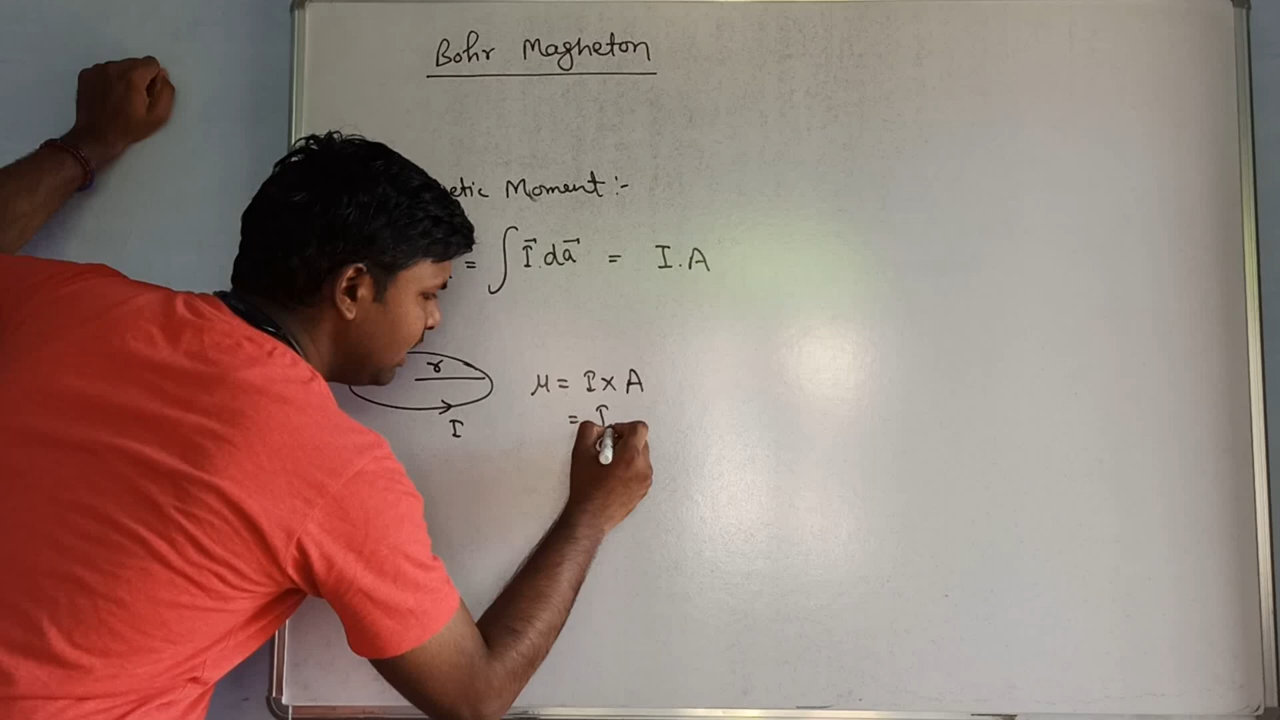 Bohr Magneton
etic Moment :-
= ∫ I⃗.da⃗ = I.A
r
I
μ = I × A
= I